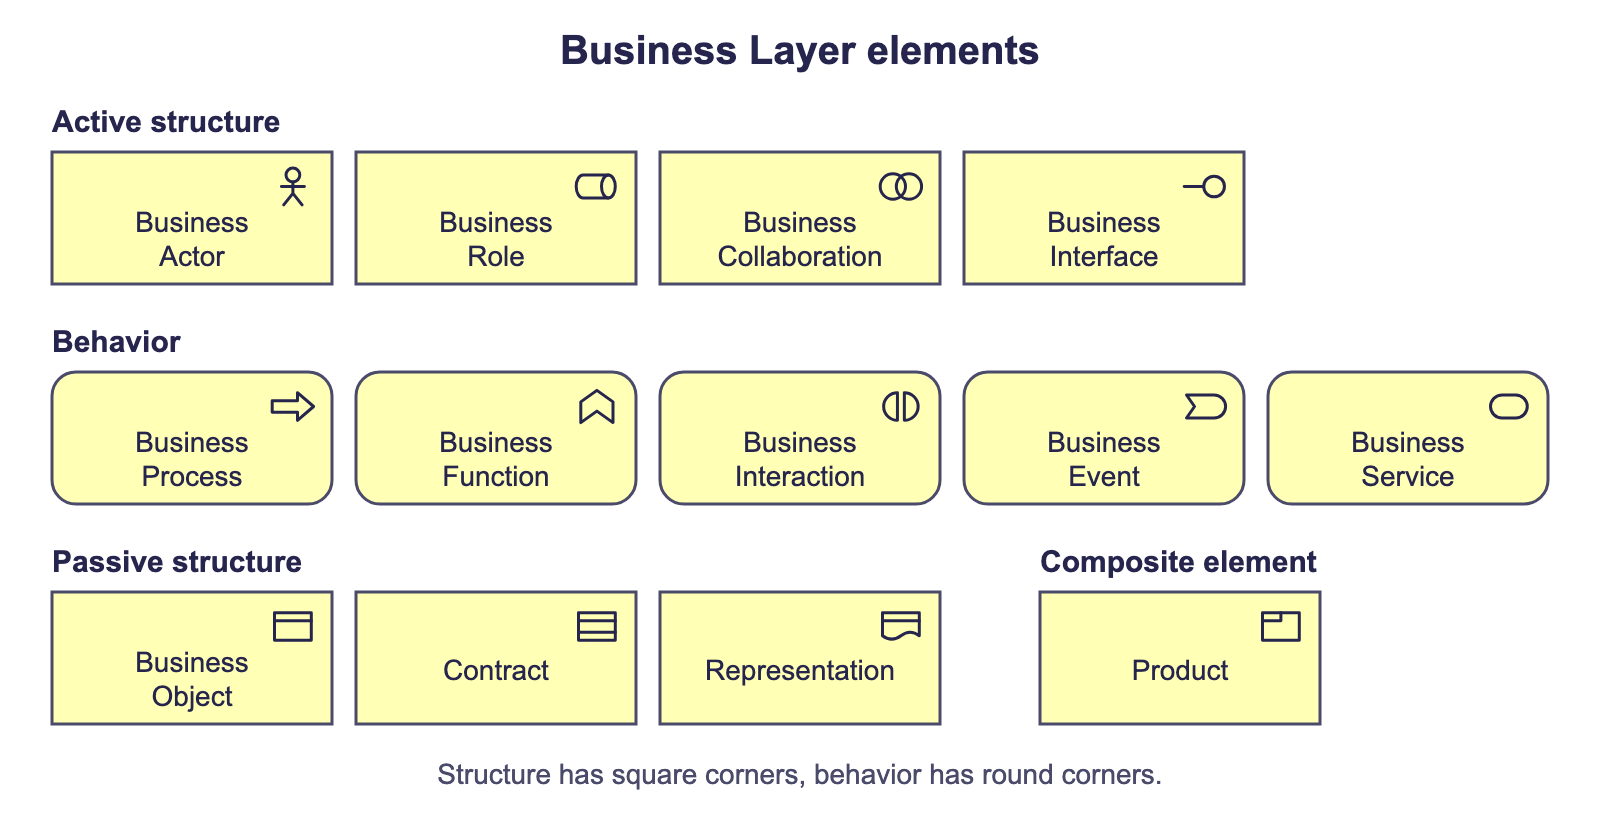 Business Layer elements
Active structure
Business
Actor
Business
Role
Business
Collaboration
Business
Interface
Behavior
Business
Process
Business
Function
Business
Interaction
Business
Event
Business
Service
Passive structure
Business
Object
Contract
Representation
Composite element
Product
Structure has square corners, behavior has round corners.